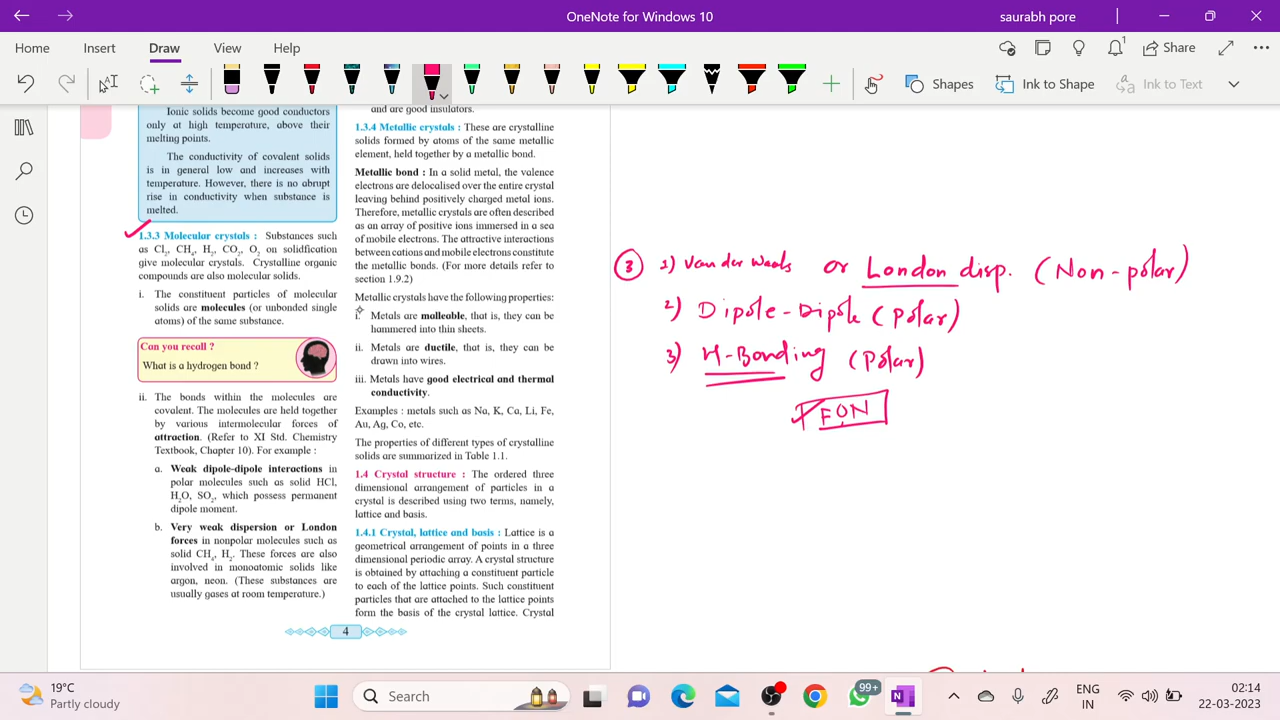 OneNote for Windows 10
saurabh pore
Home Insert Draw View Help
Share
Shapes Ink to Shape Ink to Text
Ionic solids become good conductors
only at high temperature, above their
melting points.
The conductivity of covalent solids
is in general low and increases with
temperature. However, there is no abrupt
rise in conductivity when substance is
melted.
1.3.3 Molecular crystals : Substances such
as Cl2, CH4, H2, CO2, O2 on solidfication
give molecular crystals. Crystalline organic
compounds are also molecular solids.
i. The constituent particles of molecular
solids are molecules (or unbonded single
atoms) of the same substance.
Can you recall ?
What is a hydrogen bond ?
ii. The bonds within the molecules are
covalent. The molecules are held together
by various intermolecular forces of
attraction. (Refer to XI Std. Chemistry
Textbook, Chapter 10). For example :
a. Weak dipole-dipole interactions in
polar molecules such as solid HCl,
H2O, SO2, which possess permanent
dipole moment.
b. Very weak dispersion or London
forces in nonpolar molecules such as
solid CH4, H2. These forces are also
involved in monoatomic solids like
argon, neon. (These substances are
usually gases at room temperature.)
and are good insulators.
1.3.4 Metallic crystals : These are crystalline
solids formed by atoms of the same metallic
element, held together by a metallic bond.
Metallic bond : In a solid metal, the valence
electrons are delocalised over the entire crystal
leaving behind positively charged metal ions.
Therefore, metallic crystals are often described
as an array of positive ions immersed in a sea
of mobile electrons. The attractive interactions
between cations and mobile electrons constitute
the metallic bonds. (For more details refer to
section 1.9.2)
Metallic crystals have the following properties:
i. Metals are malleable, that is, they can be
hammered into thin sheets.
ii. Metals are ductile, that is, they can be
drawn into wires.
iii. Metals have good electrical and thermal
conductivity.
Examples : metals such as Na, K, Ca, Li, Fe,
Au, Ag, Co, etc.
The properties of different types of crystalline
solids are summarized in Table 1.1.
1.4 Crystal structure : The ordered three
dimensional arrangement of particles in a
crystal is described using two terms, namely,
lattice and basis.
1.4.1 Crystal, lattice and basis : Lattice is a
geometrical arrangement of points in a three
dimensional periodic array. A crystal structure
is obtained by attaching a constituent particle
to each of the lattice points. Such constituent
particles that are attached to the lattice points
form the basis of the crystal lattice. Crystal
4
③ 1) Van der Waals or London disp. (Non-polar)
2) Dipole-Dipole (Polar)
3) H-Bonding (Polar)
FON
19°C
Partly cloudy
Search
99+
ENG
IN
02:14
22-03-2023